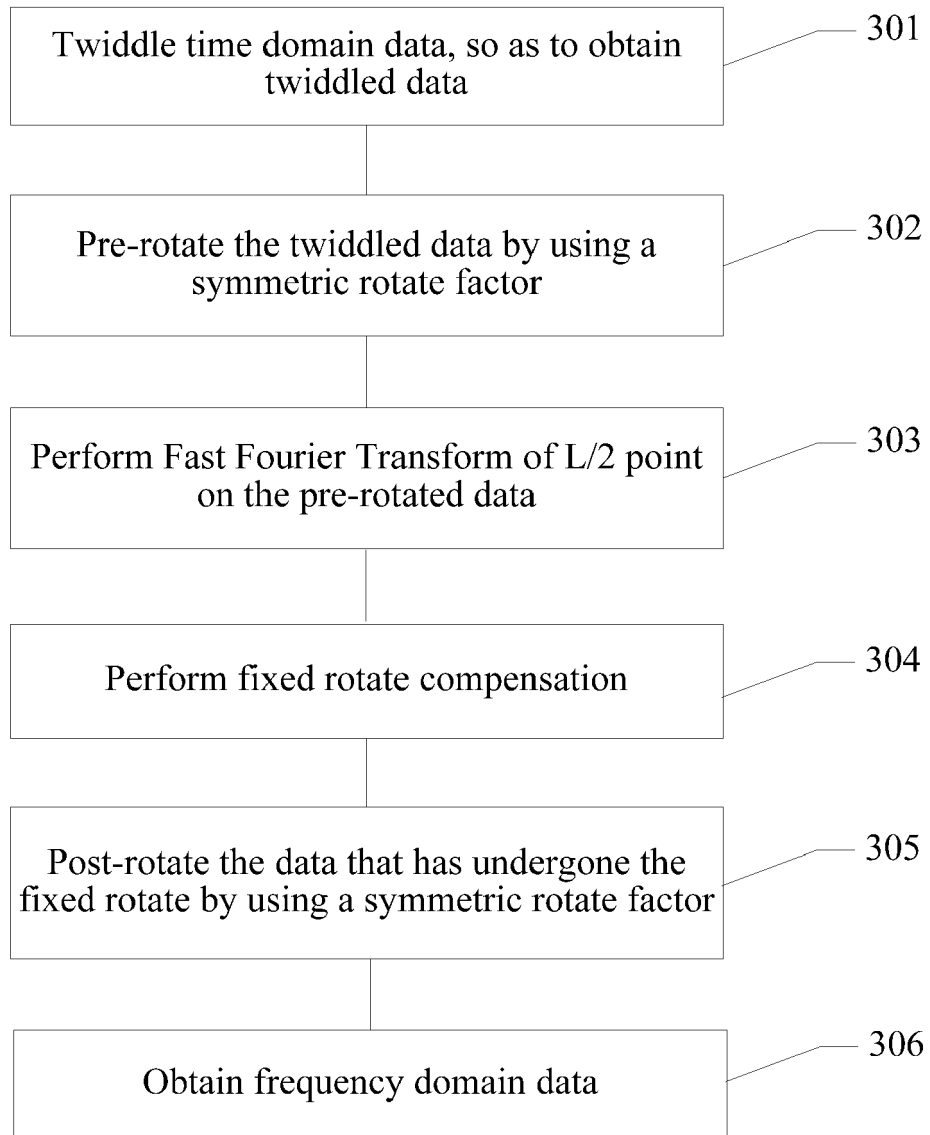 Twiddle time domain data, so as to obtain
twiddled data
301
Pre-rotate the twiddled data by using a
symmetric rotate factor
302
Perform Fast Fourier Transform of L/2 point
on the pre-rotated data
303
Perform fixed rotate compensation
304
Post-rotate the data that has undergone the
fixed rotate by using a symmetric rotate factor
305
Obtain frequency domain data
306